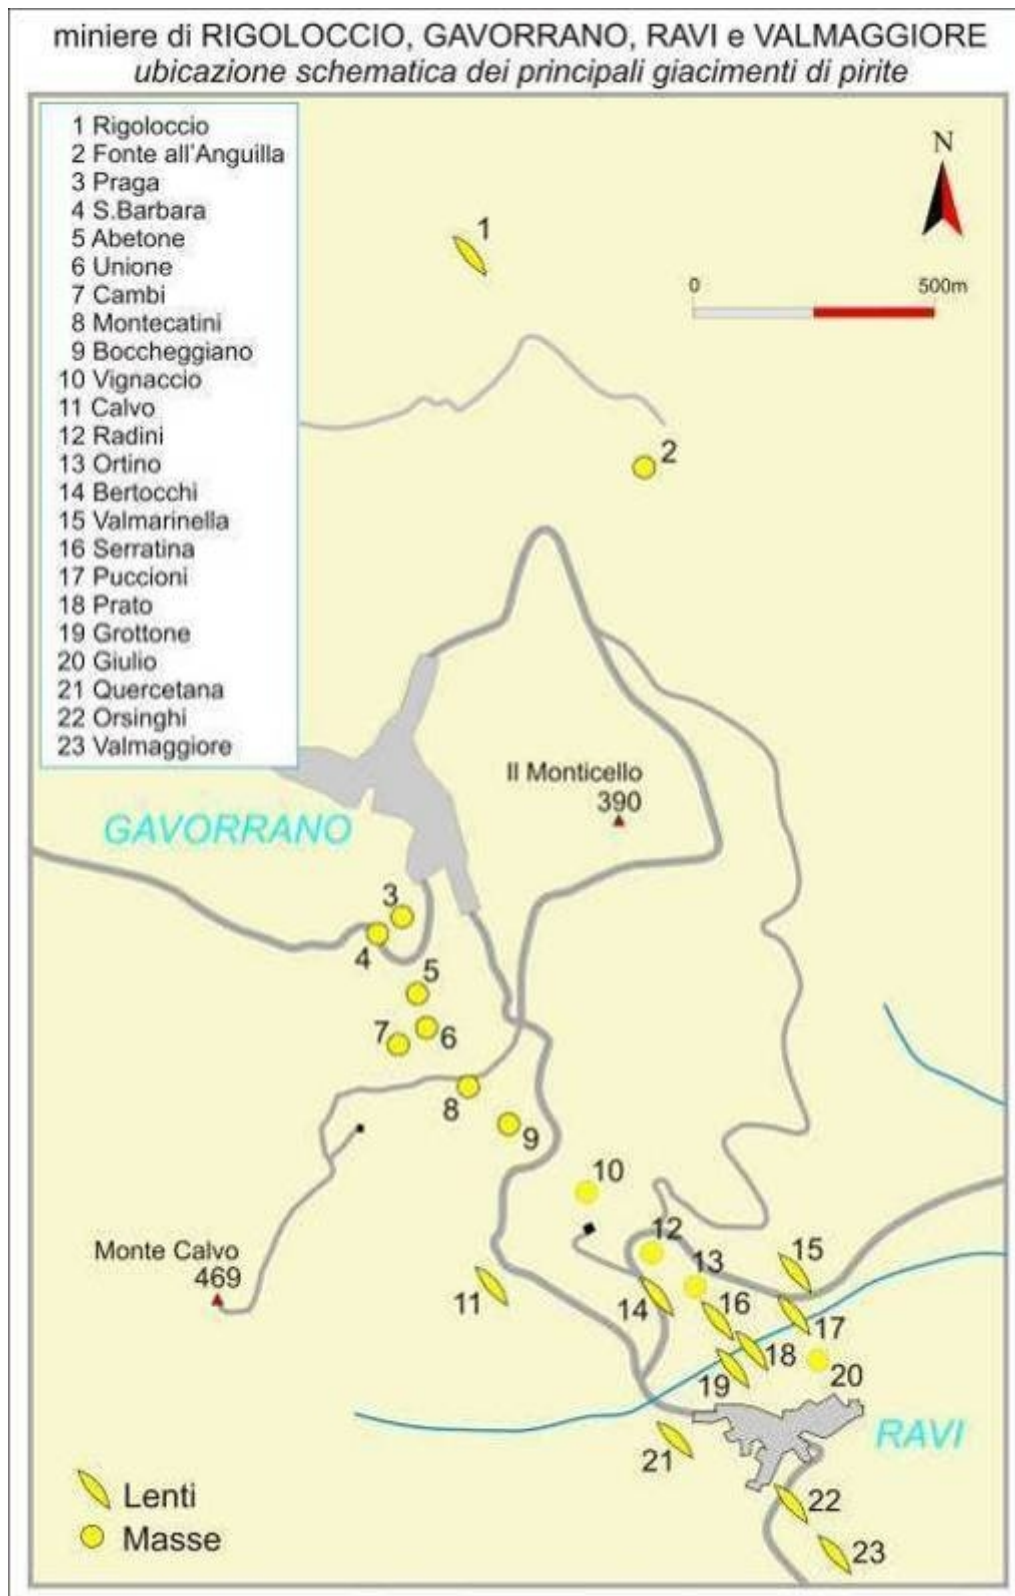 miniere di RIGOLOCCIO, GAVORRANO, RAVI e VALMAGGIORE
ubicazione schematica dei principali giacimenti di pirite
1 Rigoloccio
2 Fonte all'Anguilla
3 Praga
4 S.Barbara
5 Abetone
6 Unione
7 Cambi
8 Montecatini
9 Boccheggiano
10 Vignaccio
11 Calvo
12 Radini
13 Ortino
14 Bertocchi
15 Valmarinella
16 Serratina
17 Puccioni
18 Prato
19 Grottone
20 Giulio
21 Quercetana
22 Orsinghi
23 Valmaggiore
N
0 500m
1
2
Il Monticello
390
GAVORRANO
3
4
5
6
7
8
9
10
Monte Calvo
469
11
12
13
14
15
16
17
18
19
20
RAVI
21
22
23
Lenti
Masse